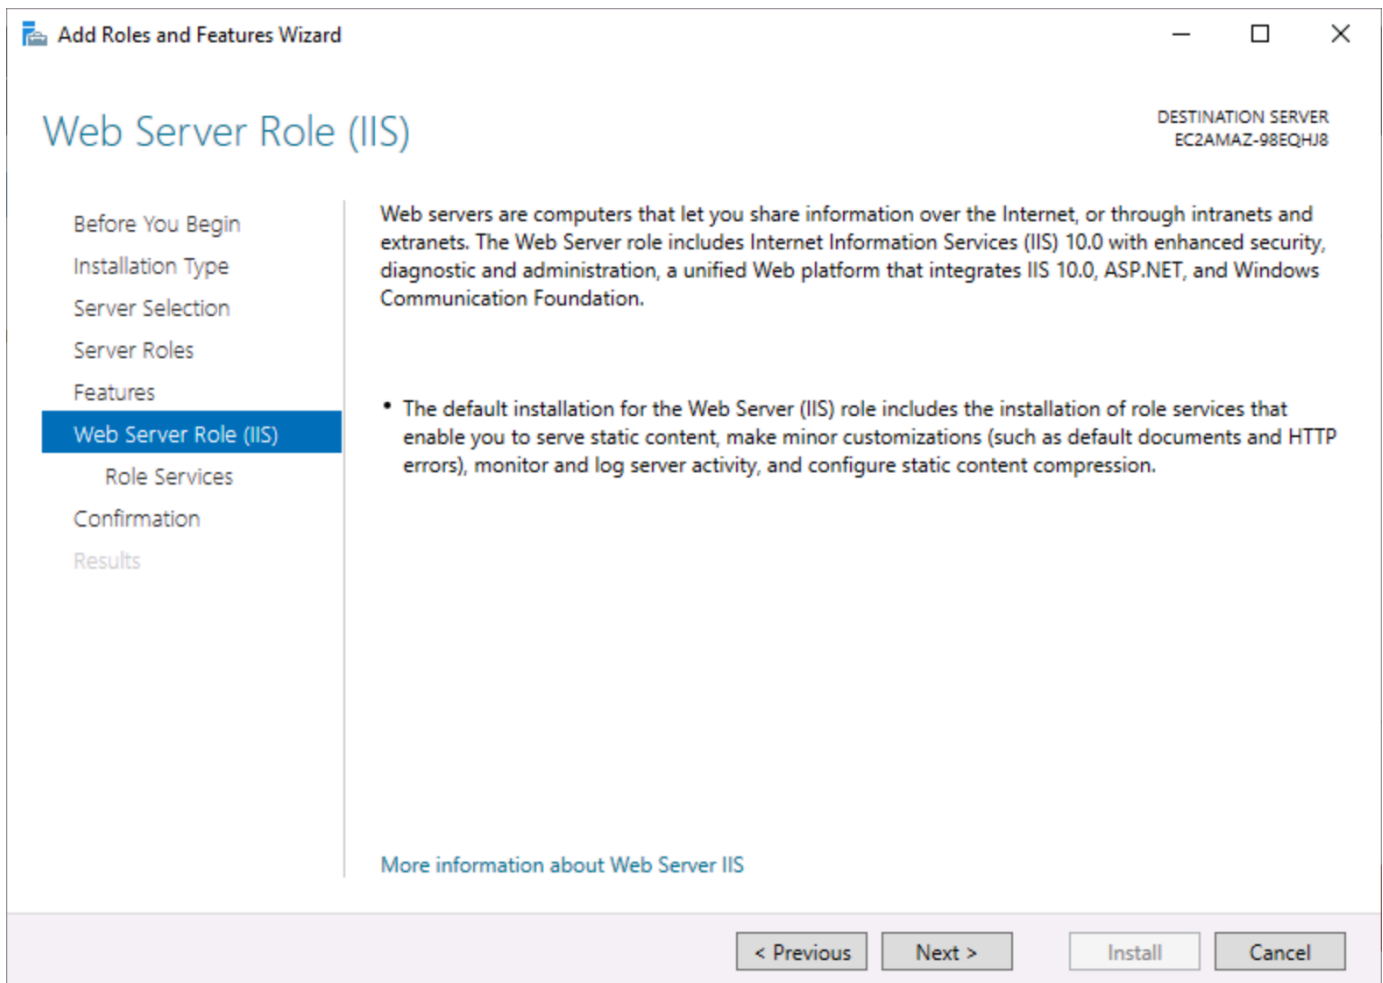 Add Roles and Features Wizard
Web Server Role (IIS)
DESTINATION SERVER
EC2AMAZ-98EQHJ8
Before You Begin
Installation Type
Server Selection
Server Roles
Features
Web Server Role (IIS)
Role Services
Confirmation
Results
Web servers are computers that let you share information over the Internet, or through intranets and
extranets. The Web Server role includes Internet Information Services (IIS) 10.0 with enhanced security,
diagnostic and administration, a unified Web platform that integrates IIS 10.0, ASP.NET, and Windows
Communication Foundation.
• The default installation for the Web Server (IIS) role includes the installation of role services that
enable you to serve static content, make minor customizations (such as default documents and HTTP
errors), monitor and log server activity, and configure static content compression.
More information about Web Server IIS
< Previous
Next >
Install
Cancel